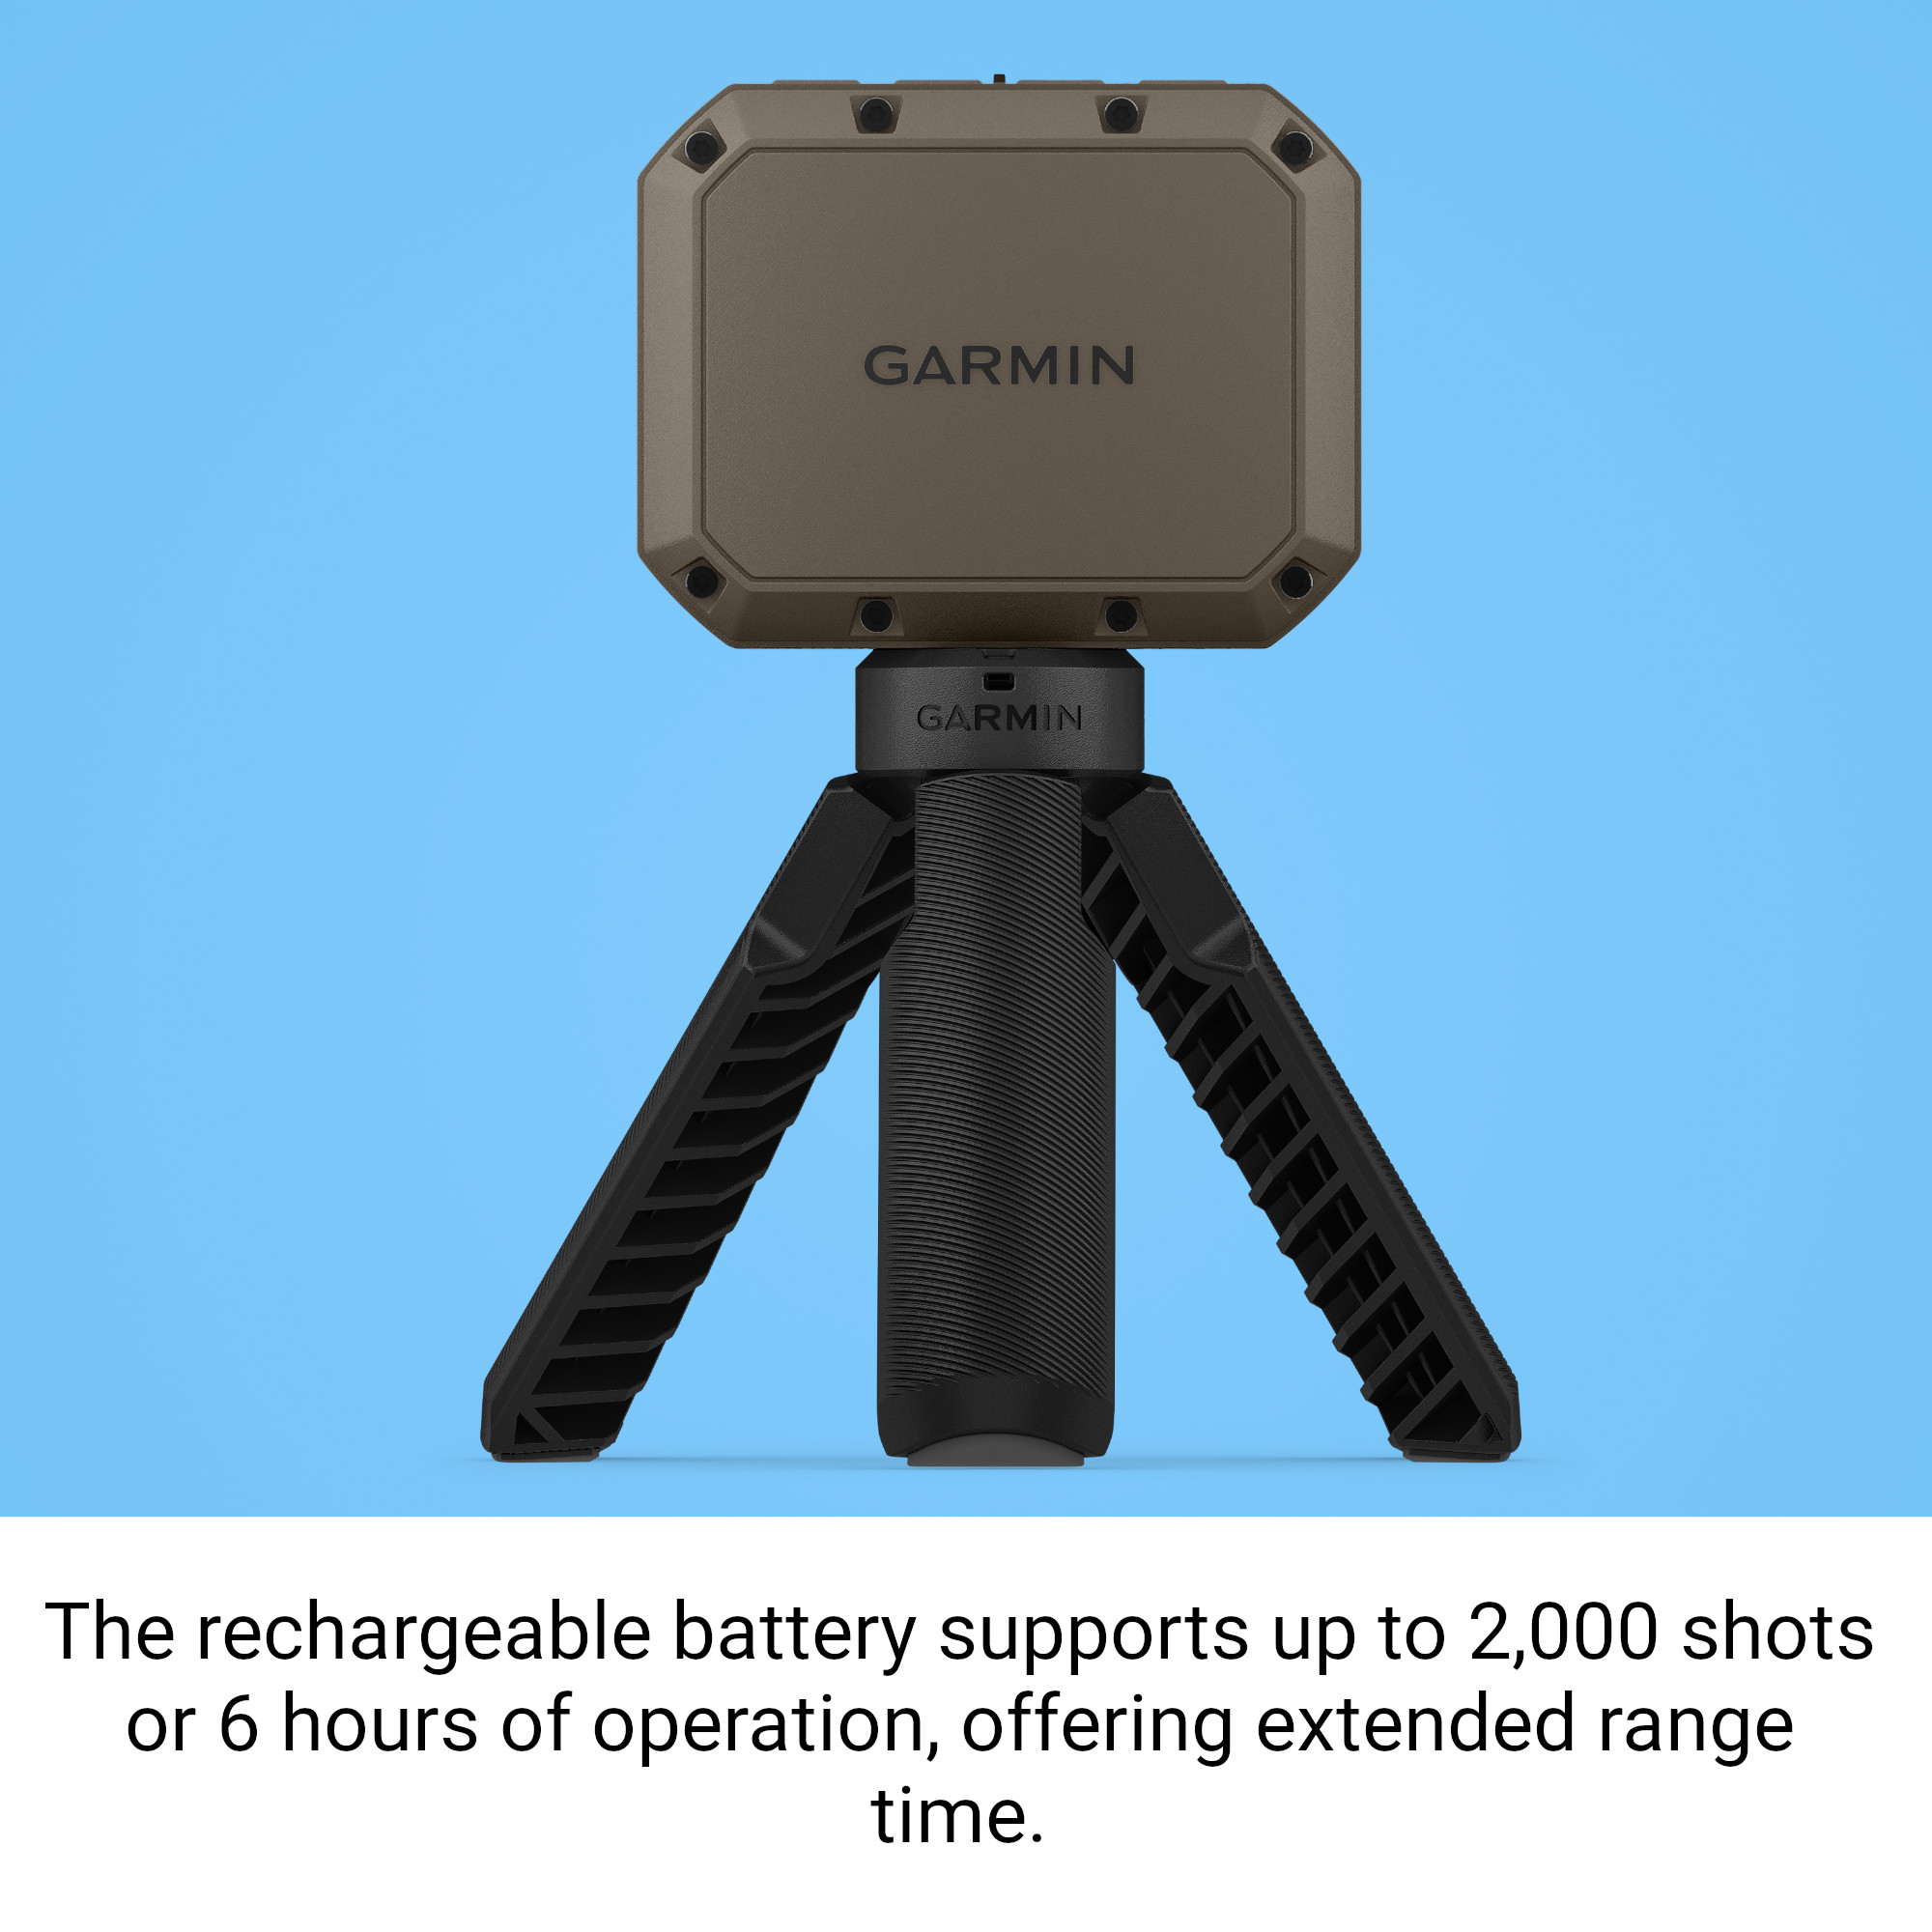 GARMIN
GARMIN
The rechargeable battery supports up to 2,000 shots
or 6 hours of operation, offering extended range
time.